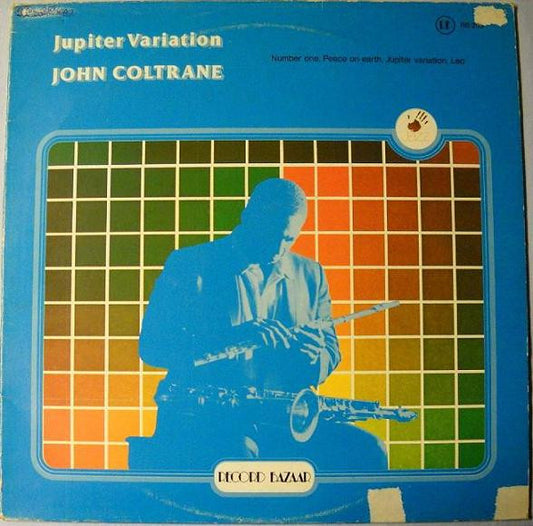 Jupiter Variation
JOHN COLTRANE
Number one, Peace on earth, Jupiter variation, Leo
RECORD BAZAAR